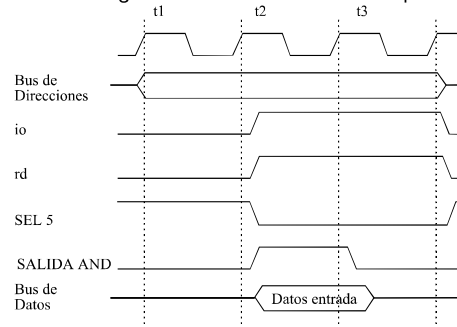 t1 t2 t3
Bus de
Direcciones
io
rd
SEL 5
SALIDA AND
Bus de
Datos
Datos entrada